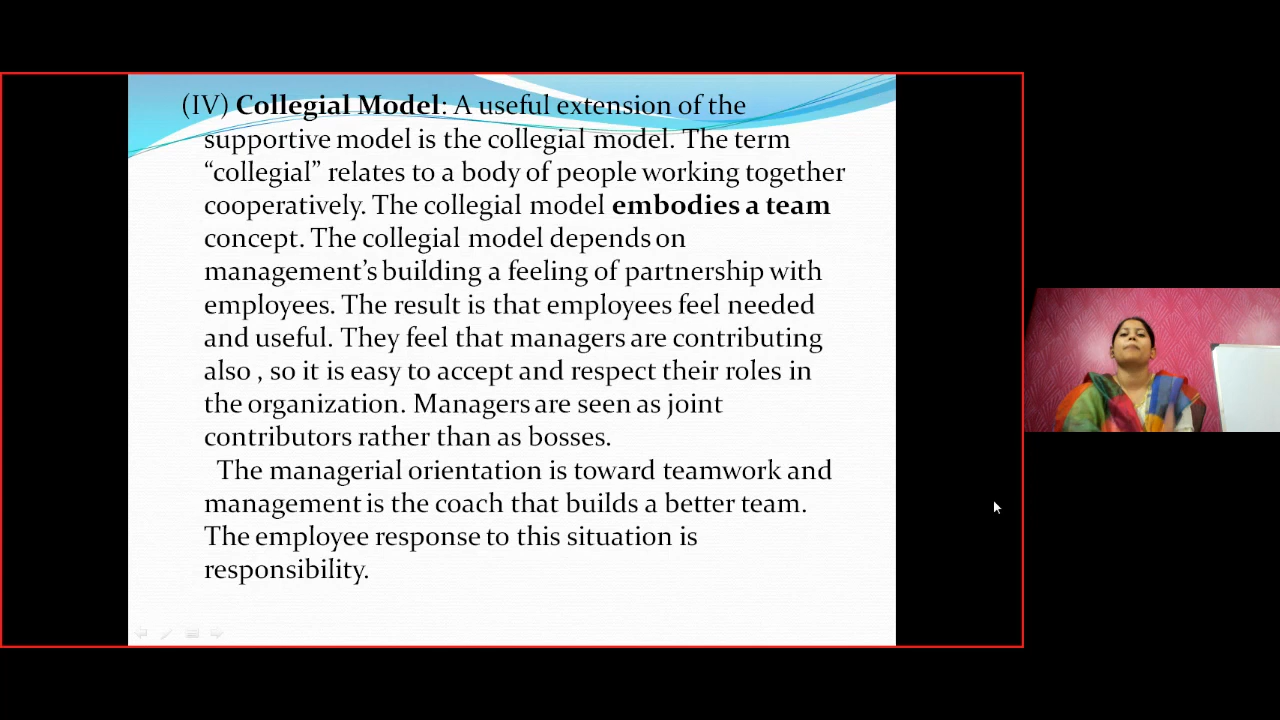 (IV) Collegial Model: A useful extension of the
supportive model is the collegial model. The term
“collegial” relates to a body of people working together
cooperatively. The collegial model embodies a team
concept. The collegial model depends on
management’s building a feeling of partnership with
employees. The result is that employees feel needed
and useful. They feel that managers are contributing
also , so it is easy to accept and respect their roles in
the organization. Managers are seen as joint
contributors rather than as bosses.
The managerial orientation is toward teamwork and
management is the coach that builds a better team.
The employee response to this situation is
responsibility.